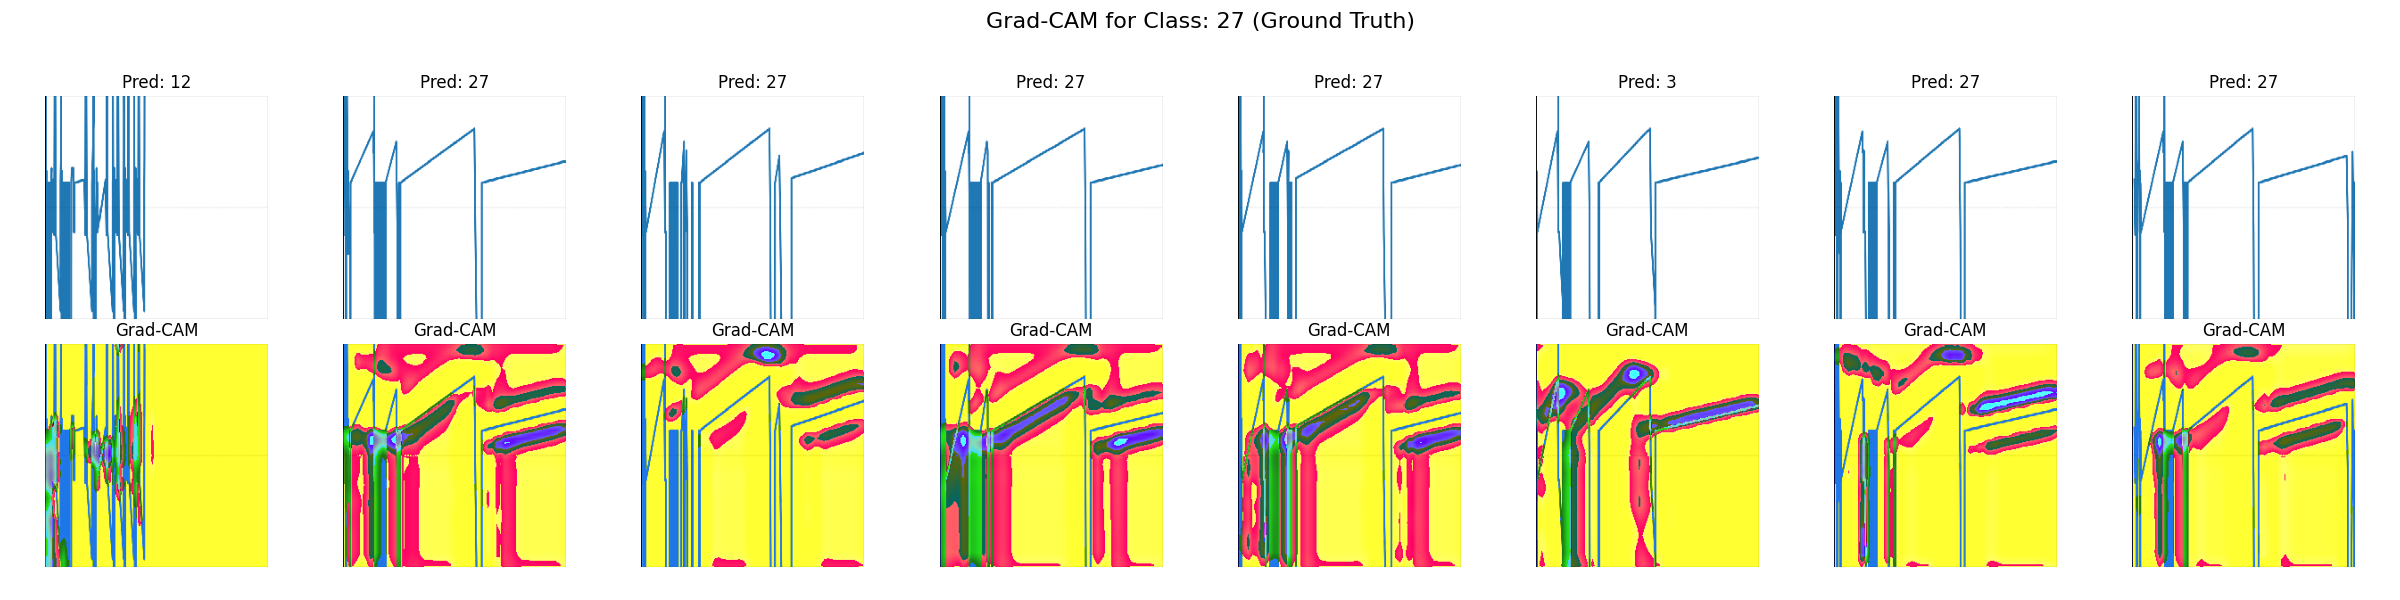 Grad-CAM for Class: 27 (Ground Truth)
Pred: 12 Pred: 27 Pred: 27 Pred: 27 Pred: 27 Pred: 3 Pred: 27 Pred: 27
Grad-CAM Grad-CAM Grad-CAM Grad-CAM Grad-CAM Grad-CAM Grad-CAM Grad-CAM